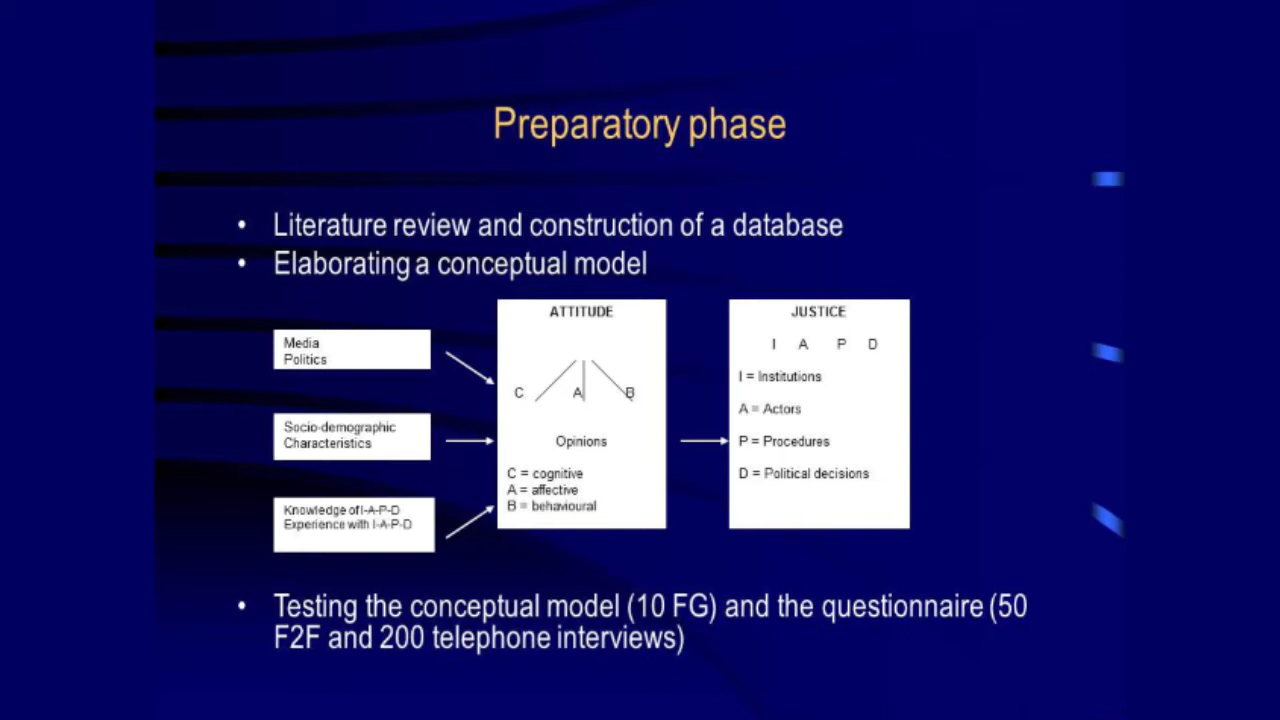 Preparatory phase
• Literature review and construction of a database
• Elaborating a conceptual model
Media
Politics
Socio-demographic
Characteristics
Knowledge of I-A-P-D
Experience with I-A-P-D
ATTITUDE
C A B
Opinions
C = cognitive
A = affective
B = behavioural
JUSTICE
I A P D
I = Institutions
A = Actors
P = Procedures
D = Political decisions
• Testing the conceptual model (10 FG) and the questionnaire (50
F2F and 200 telephone interviews)